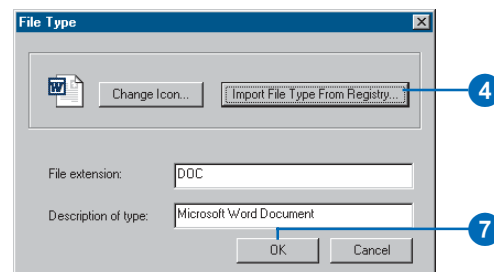 File Type
Change Icon... Import File Type From Registry... 4
File extension: DOC
Description of type: Microsoft Word Document
7
OK Cancel